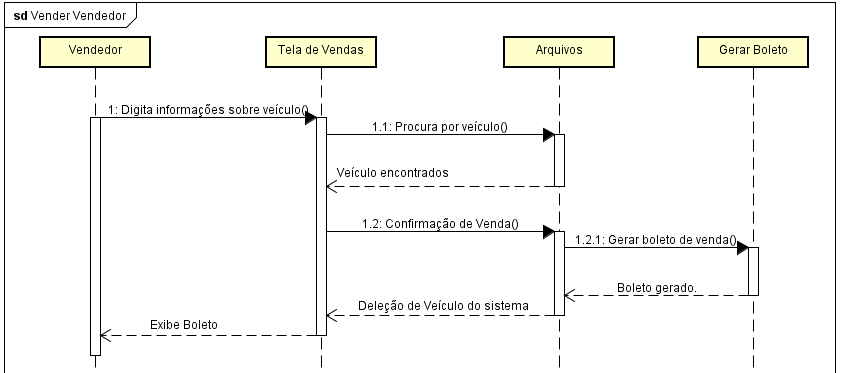 sd Vender Vendedor
Vendedor
Tela de Vendas
Arquivos
Gerar Boleto
1: Digita informações sobre veículo()
1.1: Procura por veículo()
Veículo encontrados
1.2: Confirmação de Venda()
1.2.1: Gerar boleto de venda()
Boleto gerado.
Deleção de Veículo do sistema
Exibe Boleto